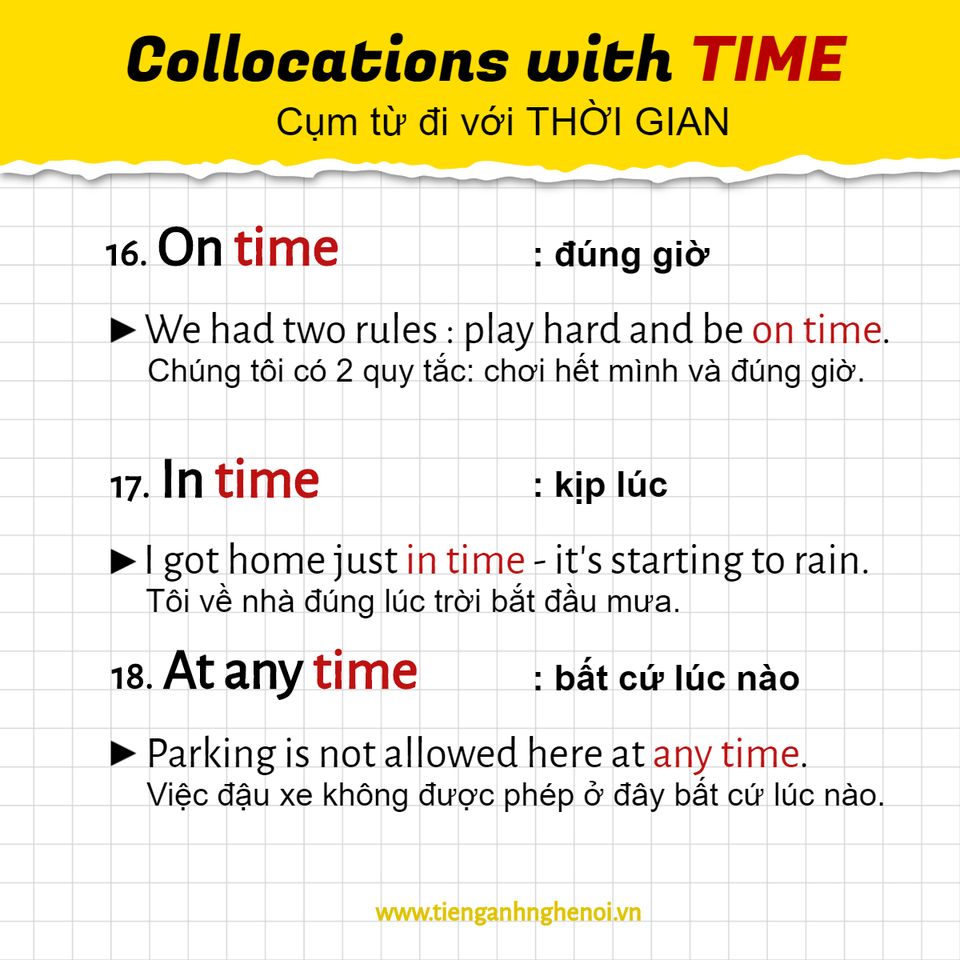 Collocations with TIME
Cụm từ đi với THỜI GIAN
16. On time : đúng giờ
►We had two rules : play hard and be on time.
Chúng tôi có 2 quy tắc: chơi hết mình và đúng giờ.
17. In time : kịp lúc
►I got home just in time - it's starting to rain.
Tôi về nhà đúng lúc trời bắt đầu mưa.
18. At any time : bất cứ lúc nào
► Parking is not allowed here at any time.
Việc đậu xe không được phép ở đây bất cứ lúc nào.
www.tienganhnghenoi.vn